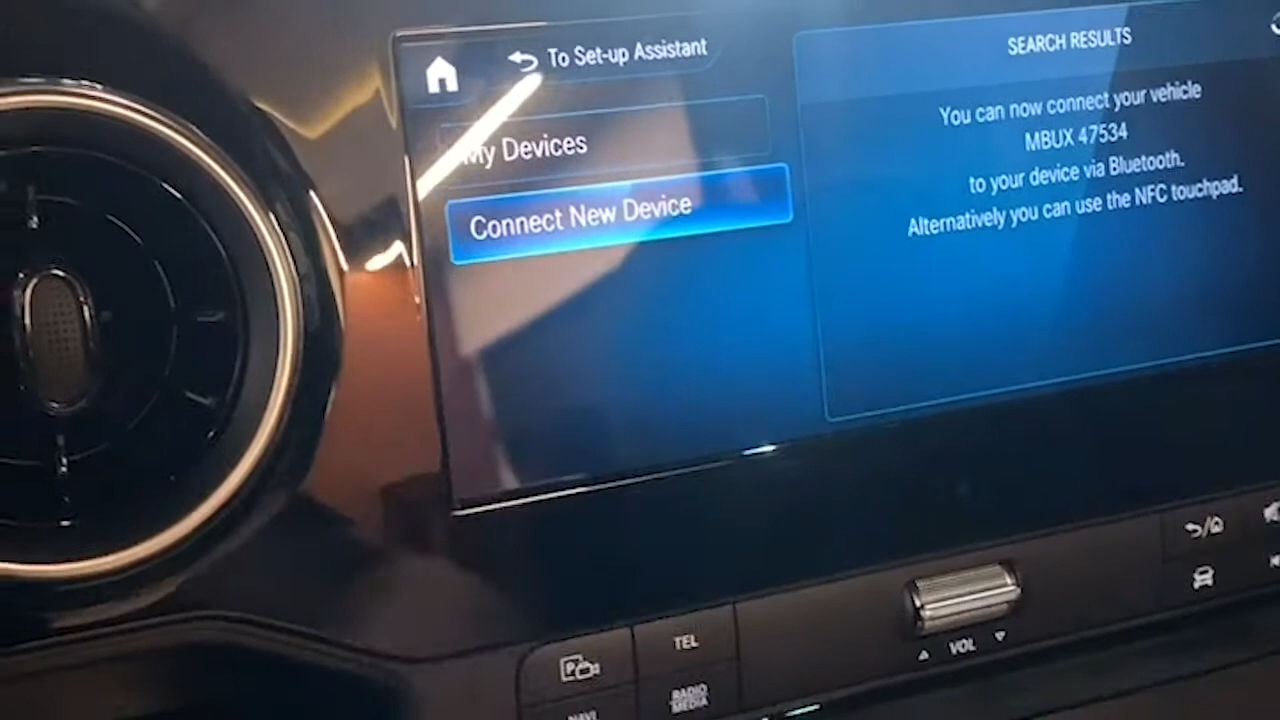 To Set-up Assistant
My Devices
Connect New Device
SEARCH RESULTS
You can now connect your vehicle
MBUX 47534
to your device via Bluetooth.
Alternatively you can use the NFC touchpad.
TEL
VOL
RADIO
MEDIA
NAVI